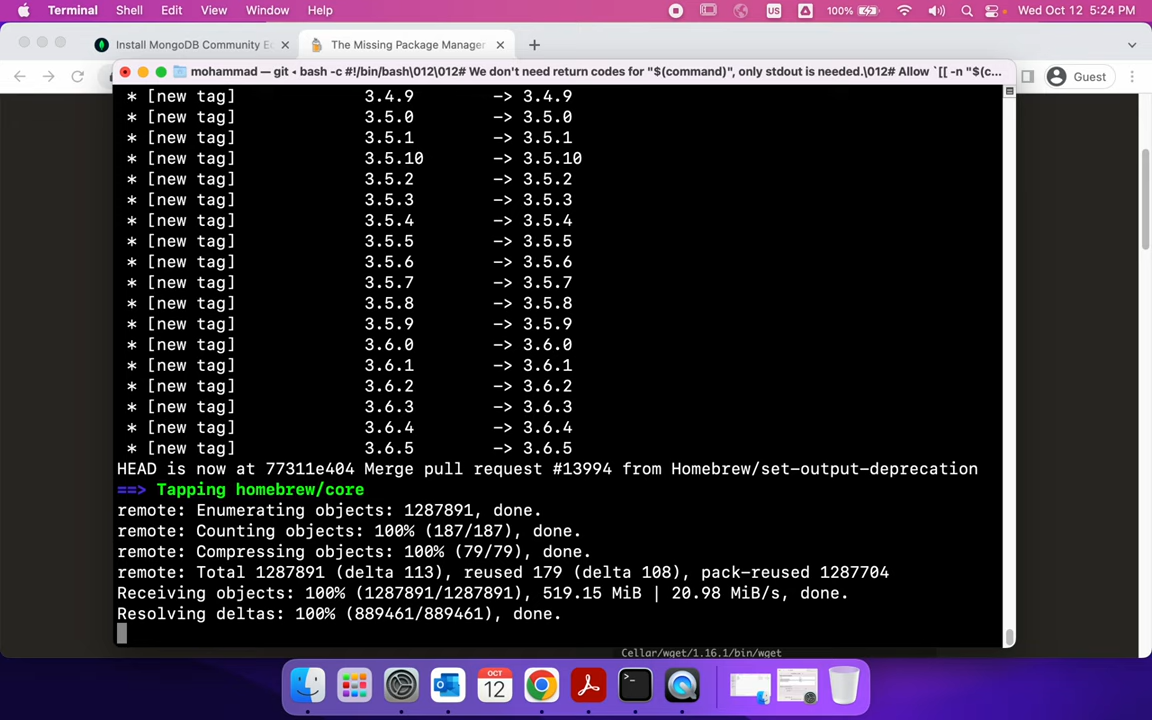 Terminal Shell Edit View Window Help US 100% Wed Oct 12 5:24 PM
Install MongoDB Community Ec The Missing Package Manager
mohammad — git ◂ bash -c #!/bin/bash\012\012# We don't need return codes for "$(command)", only stdout is needed.\012# Allow `[[ -n "$(c...
Guest
* [new tag] 3.4.9 -> 3.4.9
* [new tag] 3.5.0 -> 3.5.0
* [new tag] 3.5.1 -> 3.5.1
* [new tag] 3.5.10 -> 3.5.10
* [new tag] 3.5.2 -> 3.5.2
* [new tag] 3.5.3 -> 3.5.3
* [new tag] 3.5.4 -> 3.5.4
* [new tag] 3.5.5 -> 3.5.5
* [new tag] 3.5.6 -> 3.5.6
* [new tag] 3.5.7 -> 3.5.7
* [new tag] 3.5.8 -> 3.5.8
* [new tag] 3.5.9 -> 3.5.9
* [new tag] 3.6.0 -> 3.6.0
* [new tag] 3.6.1 -> 3.6.1
* [new tag] 3.6.2 -> 3.6.2
* [new tag] 3.6.3 -> 3.6.3
* [new tag] 3.6.4 -> 3.6.4
* [new tag] 3.6.5 -> 3.6.5
HEAD is now at 77311e404 Merge pull request #13994 from Homebrew/set-output-deprecation
==> Tapping homebrew/core
remote: Enumerating objects: 1287891, done.
remote: Counting objects: 100% (187/187), done.
remote: Compressing objects: 100% (79/79), done.
remote: Total 1287891 (delta 113), reused 179 (delta 108), pack-reused 1287704
Receiving objects: 100% (1287891/1287891), 519.15 MiB | 20.98 MiB/s, done.
Resolving deltas: 100% (889461/889461), done.
Cellar/wget/1.16.1/bin/wget
OCT
12